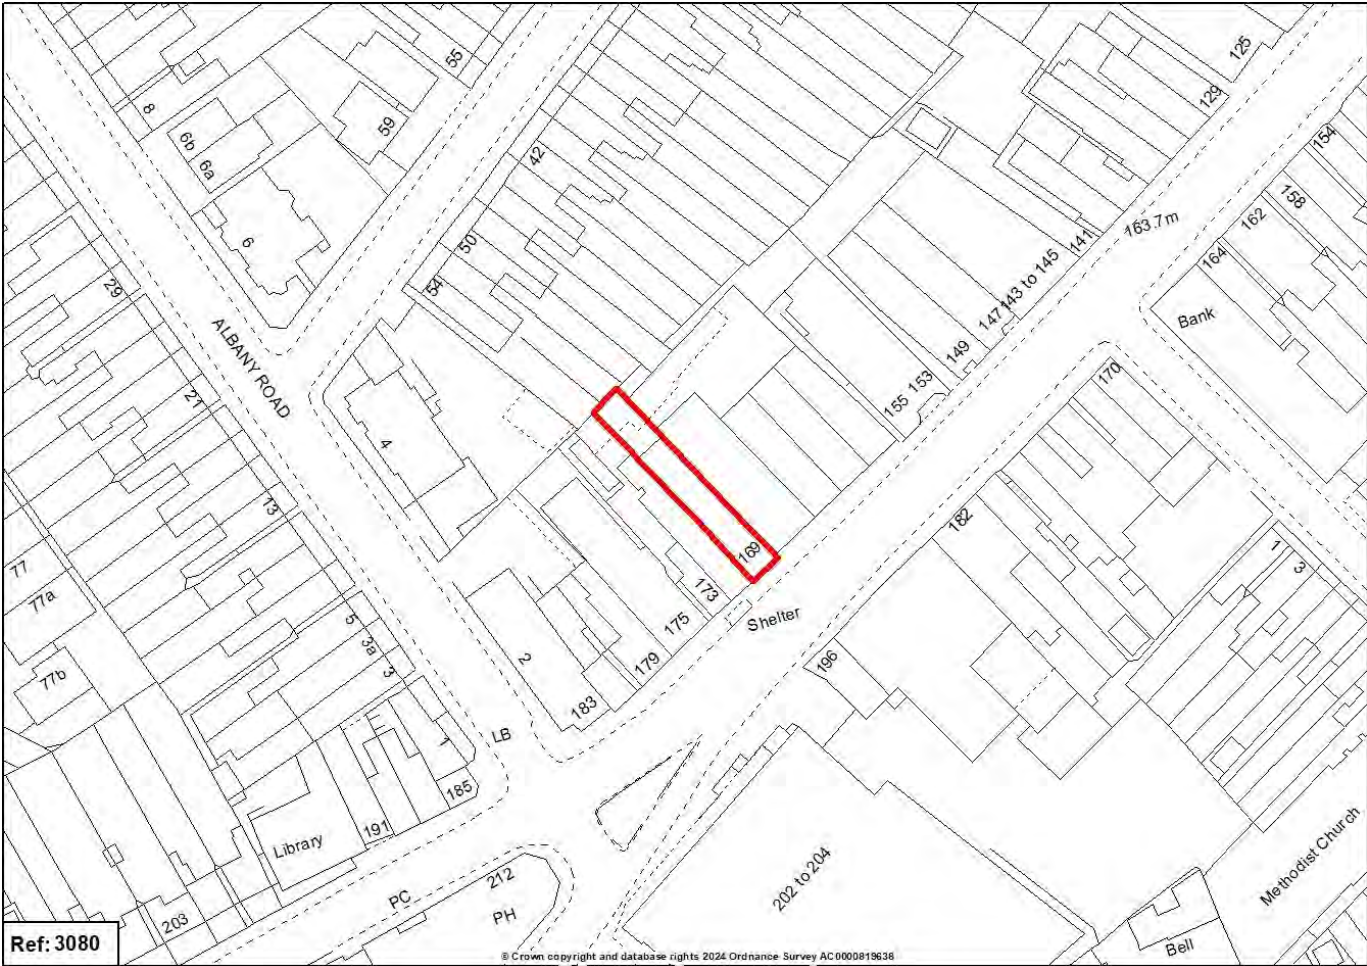 55
125
8
59
129
6b
6a
42
154
158
6
50
163.7m
162
141
164
29
54
143 to 145
147
Bank
ALBANY ROAD
149
153
155
170
21
4
13
182
169
1
3
77
77a
173
Shelter
175
5
3a
3
2
179
196
77b
183
1
LB
185
191
Library
202 to 204
Methodist Church
212
PC
PH
203
Bell
Ref: 3080
© Crown copyright and database rights 2024 Ordnance Survey AC0000819636